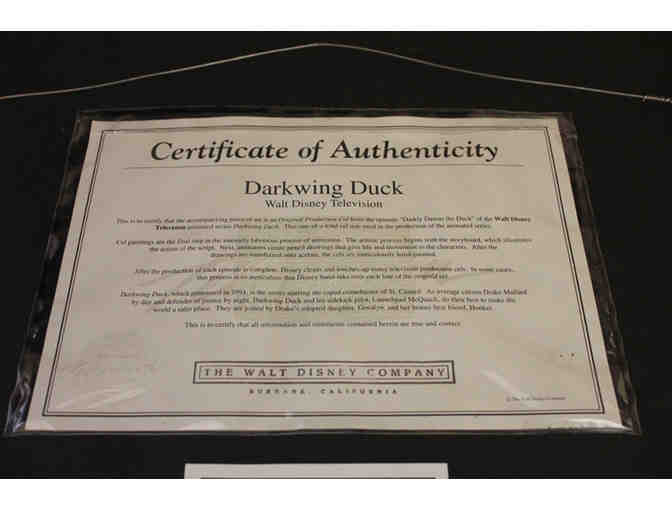 Certificate of Authenticity
Darkwing Duck
Walt Disney Television
This is to certify that the accompanying piece of art is an Original Production Cel from the episode "Darkly Dawns the Duck" of the Walt Disney
Television animated series Darkwing Duck. This one-of-a-kind cel was used in the production of the animated series.
Cel paintings are the final step in the intensely laborious process of animation. The artistic process begins with the storyboard, which illustrates
the action of the script. Next, animators create pencil drawings that give life and movement to the characters. After the
drawings are transferred onto acetate, the cels are meticulously hand-painted.
After the production of each episode is complete, Disney cleans and touches-up many television production cels. In some cases,
this process is so meticulous that Disney hand-inks over each line of the original art.
Darkwing Duck, which premiered in 1991, is the series starring the caped crimebuster of St. Canard. As average citizen Drake Mallard
by day and defender of justice by night, Darkwing Duck and his sidekick pilot, Launchpad McQuack, do their best to make the
world a safer place. They are joined by Drake's adopted daughter, Gosalyn, and her brainy best friend, Honker.
This is to certify that all information and statements contained herein are true and correct.
THE WALT DISNEY COMPANY
BURBANK, CALIFORNIA
© The Walt Disney Company